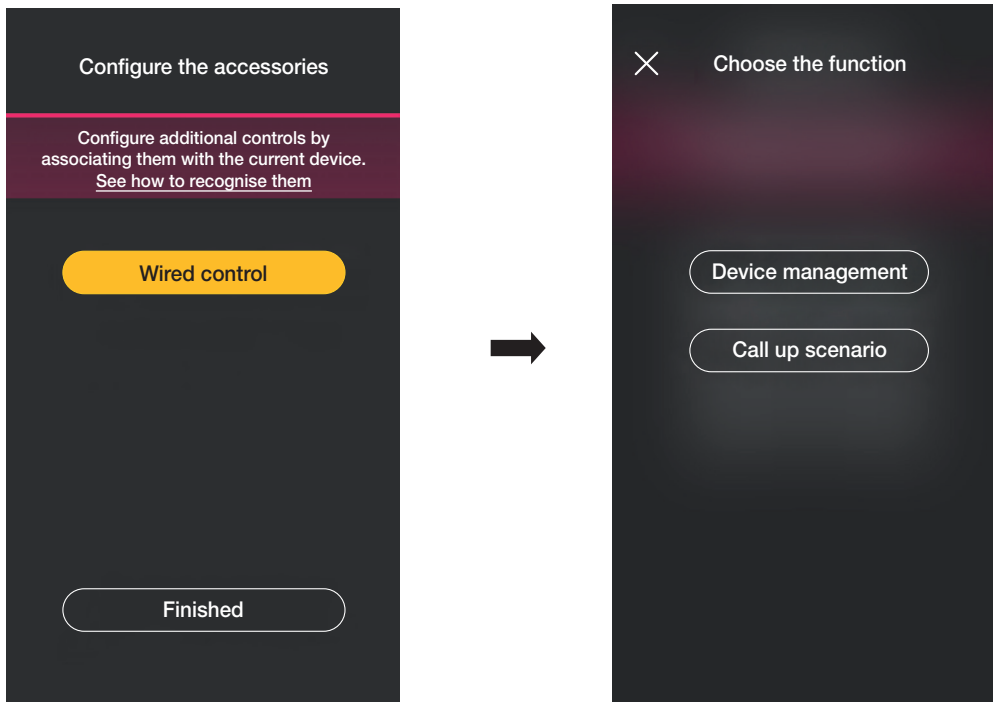 Configure the accessories
Configure additional controls by
associating them with the current device.
See how to recognise them
Wired control
Finished
Choose the function
Device management
Call up scenario